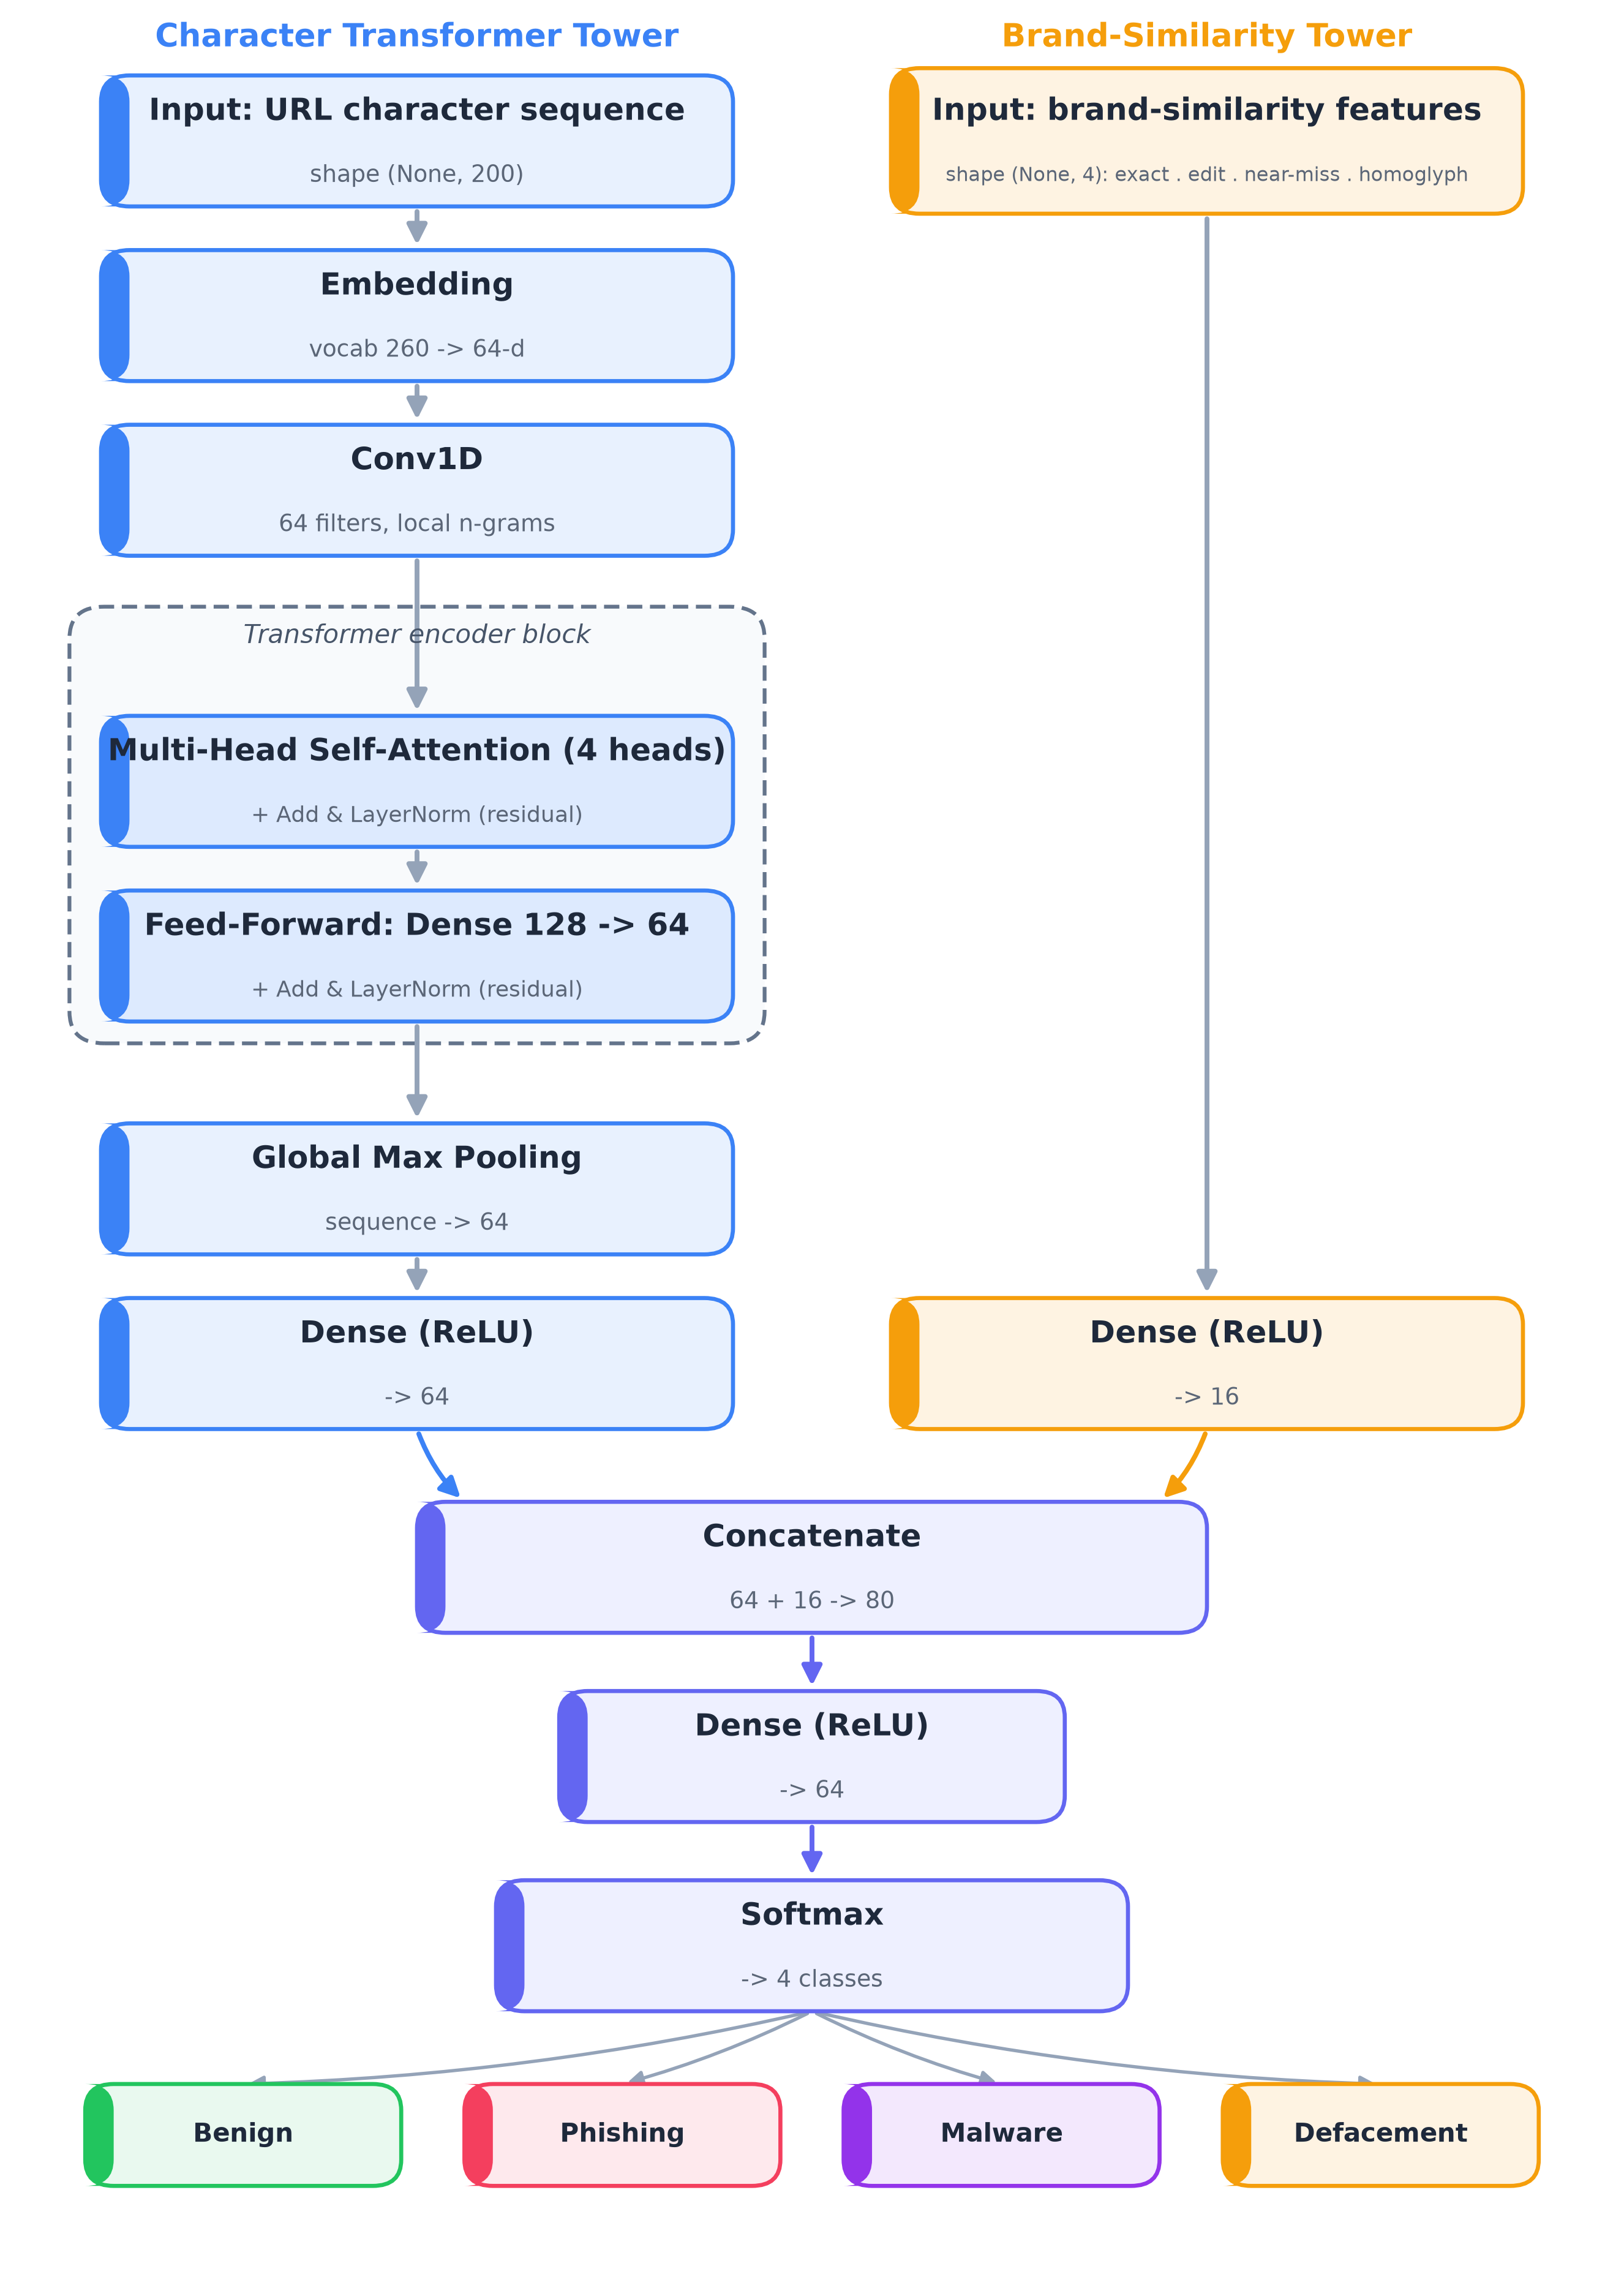 Character Transformer Tower
Input: URL character sequence
shape (None, 200)
Embedding
vocab 260 -> 64-d
Conv1D
64 filters, local n-grams
Transformer encoder block
Multi-Head Self-Attention (4 heads)
+ Add & LayerNorm (residual)
Feed-Forward: Dense 128 -> 64
+ Add & LayerNorm (residual)
Global Max Pooling
sequence -> 64
Dense (ReLU)
-> 64
Brand-Similarity Tower
Input: brand-similarity features
shape (None, 4): exact . edit . near-miss . homoglyph
Dense (ReLU)
-> 16
Concatenate
64 + 16 -> 80
Dense (ReLU)
-> 64
Softmax
-> 4 classes
Benign
Phishing
Malware
Defacement